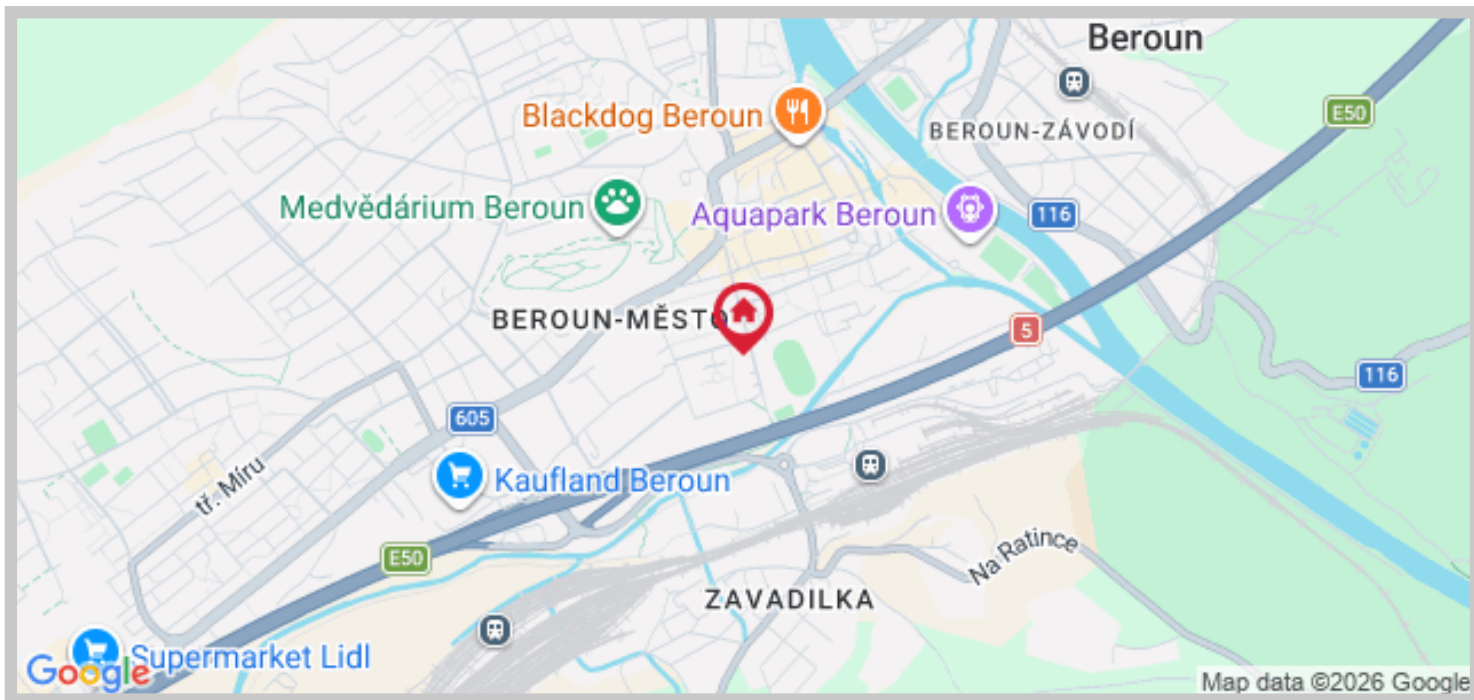 Beroun
E50
Blackdog Beroun
BEROUN-ZÁVODÍ
Medvědárium Beroun
Aquapark Beroun
116
BEROUN-MĚSTO
5
116
605
tř. Míru
Kaufland Beroun
E50
Na Ratince
ZAVADILKA
Supermarket Lidl
Google
Map data ©2026 Google